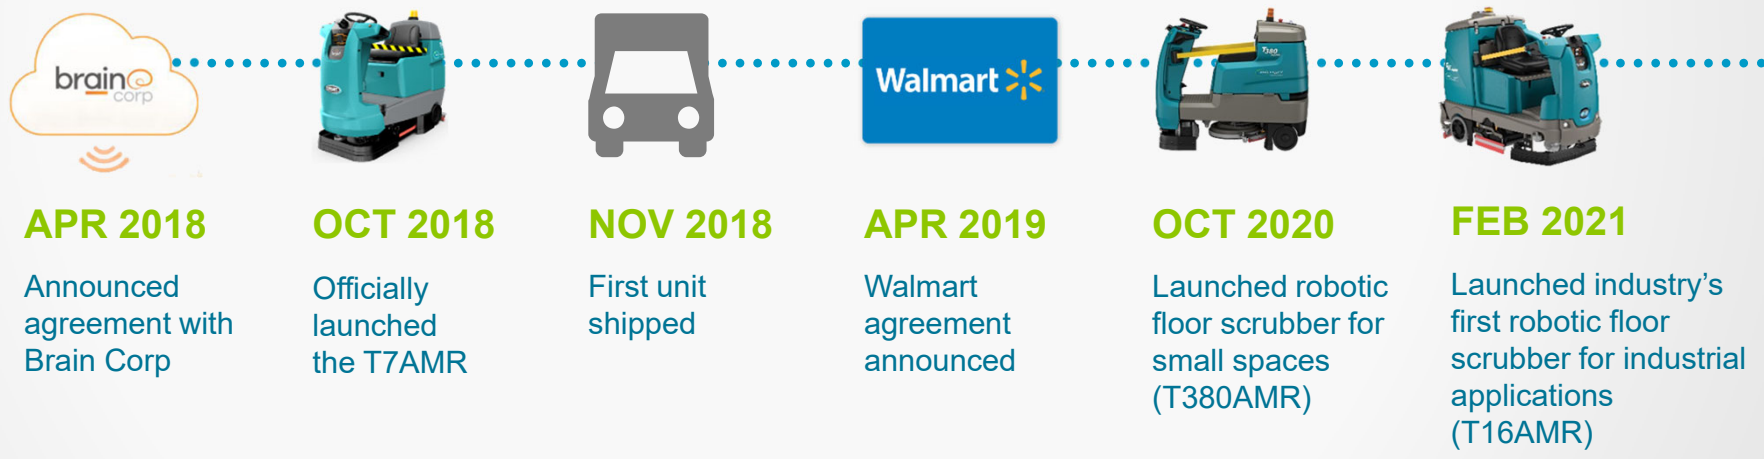 brain
corp
T380
Walmart
APR 2018
Announced
agreement with
Brain Corp
OCT 2018
Officially
launched
the T7AMR
NOV 2018
First unit
shipped
APR 2019
Walmart
agreement
announced
OCT 2020
Launched robotic
floor scrubber for
small spaces
(T380AMR)
FEB 2021
Launched industry’s
first robotic floor
scrubber for industrial
applications
(T16AMR)